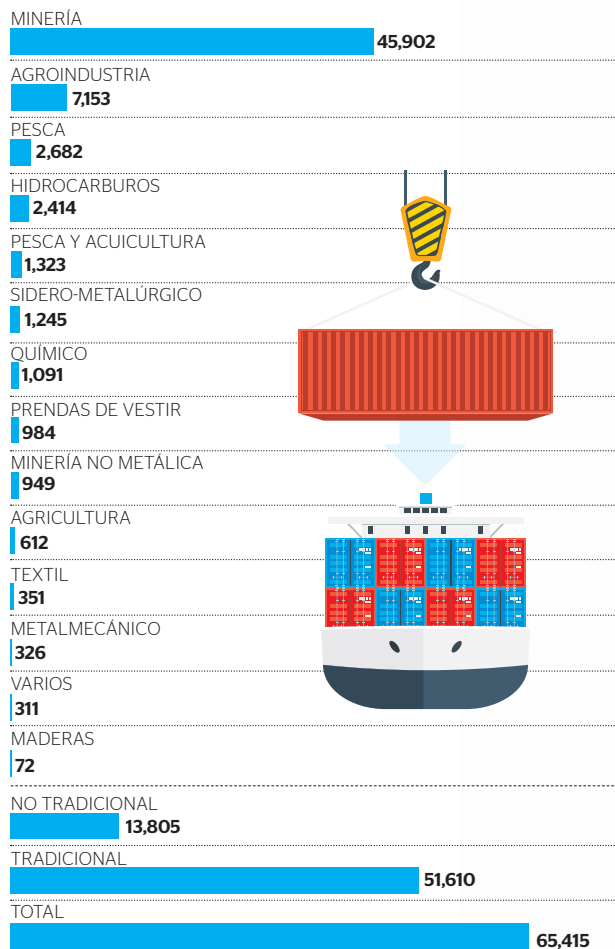 MINERÍA
45,902
AGROINDUSTRIA
7,153
PESCA
2,682
HIDROCARBUROS
2,414
PESCA Y ACUICULTURA
1,323
SIDERO-METALÚRGICO
1,245
QUÍMICO
1,091
PRENDAS DE VESTIR
984
MINERÍA NO METÁLICA
949
AGRICULTURA
612
TEXTIL
351
METALMECÁNICO
326
VARIOS
311
MADERAS
72
NO TRADICIONAL
13,805
TRADICIONAL
51,610
TOTAL
65,415